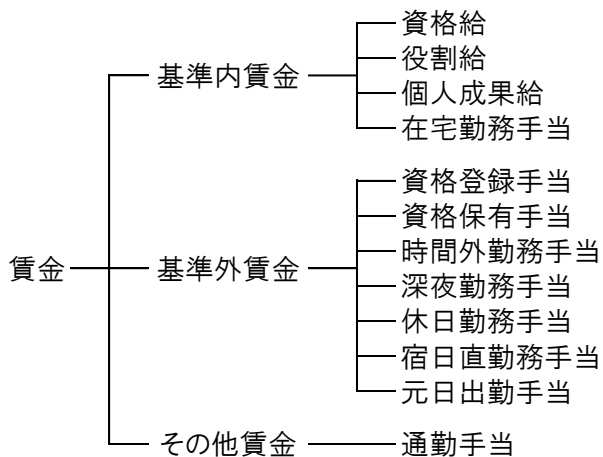 賃金
基準内賃金
資格給
役割給
個人成果給
在宅勤務手当
基準外賃金
資格登録手当
資格保有手当
時間外勤務手当
深夜勤務手当
休日勤務手当
宿日直勤務手当
元日出勤手当
その他賃金
通勤手当